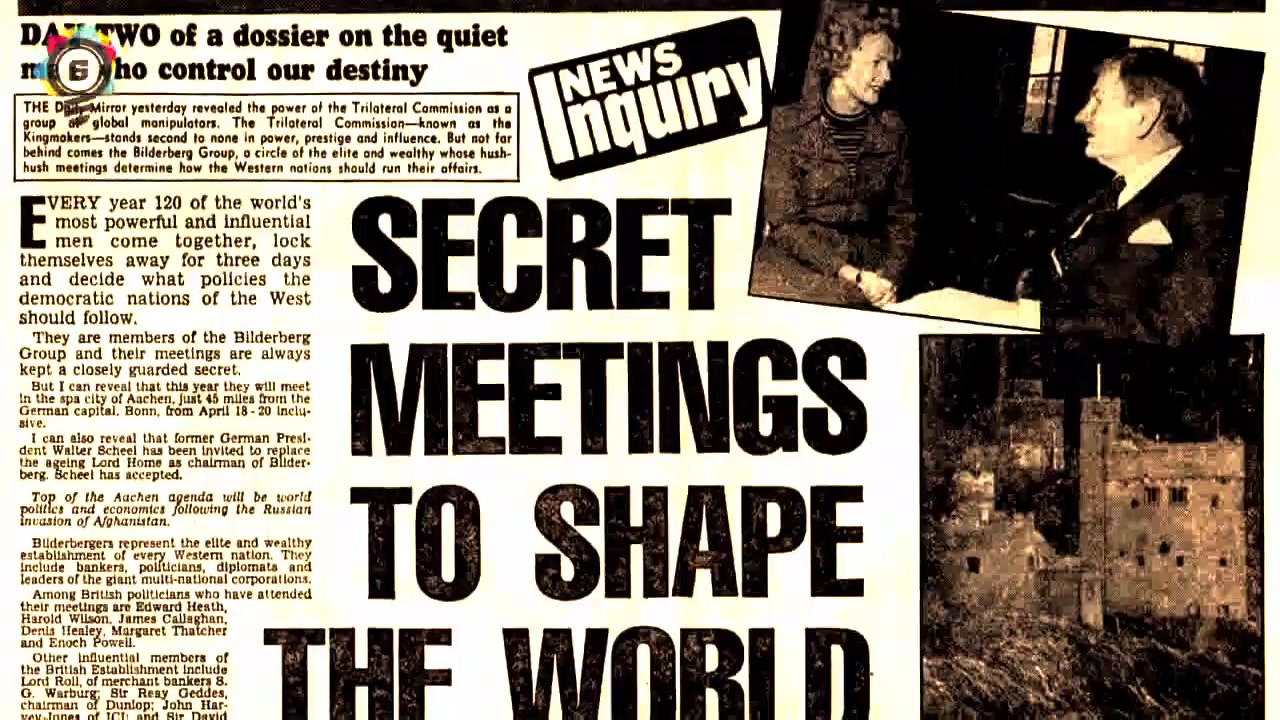 DAY TWO of a dossier on the quiet
who control our destiny
6
THE Daily Mirror yesterday revealed the power of the Trilateral Commission as a
group of global manipulators. The Trilateral Commission—known as the
Kingmakers—stands second to none in power, prestige and influence. But not far
behind comes the Bilderberg Group, a circle of the elite and wealthy whose hush-
hush meetings determine how the Western nations should run their affairs.
NEWS
Inquiry
EVERY year 120 of the world's
most powerful and influential
men come together, lock
themselves away for three days
and decide what policies the
democratic nations of the West
should follow.
They are members of the Bilderberg
Group and their meetings are always
kept a closely guarded secret.
But I can reveal that this year they will meet
in the spa city of Aachen, just 45 miles from the
German capital, Bonn, from April 18-20 inclu-
sive.
I can also reveal that former German Presi-
dent Walter Scheel has been invited to replace
the ageing Lord Home as chairman of Bilder-
berg. Scheel has accepted.
Top of the Aachen agenda will be world
politics and economics following the Russian
invasion of Afghanistan.
Bilderbergers represent the elite and wealthy
establishment of every Western nation. They
include bankers, politicians, diplomats and
leaders of the giant multi-national corporations.
Among British politicians who have attended
their meetings are Edward Heath,
Harold Wilson, James Callaghan,
Denis Healey, Margaret Thatcher
and Enoch Powell.
Other influential members of
the British Establishment include
Lord Roll, of merchant bankers S.
G. Warburg; Sir Reay Geddes,
chairman of Dunlop; John Har-
vey-Jones of ICI; and Sir David
SECRET
MEETINGS
TO SHAPE
THE WORLD